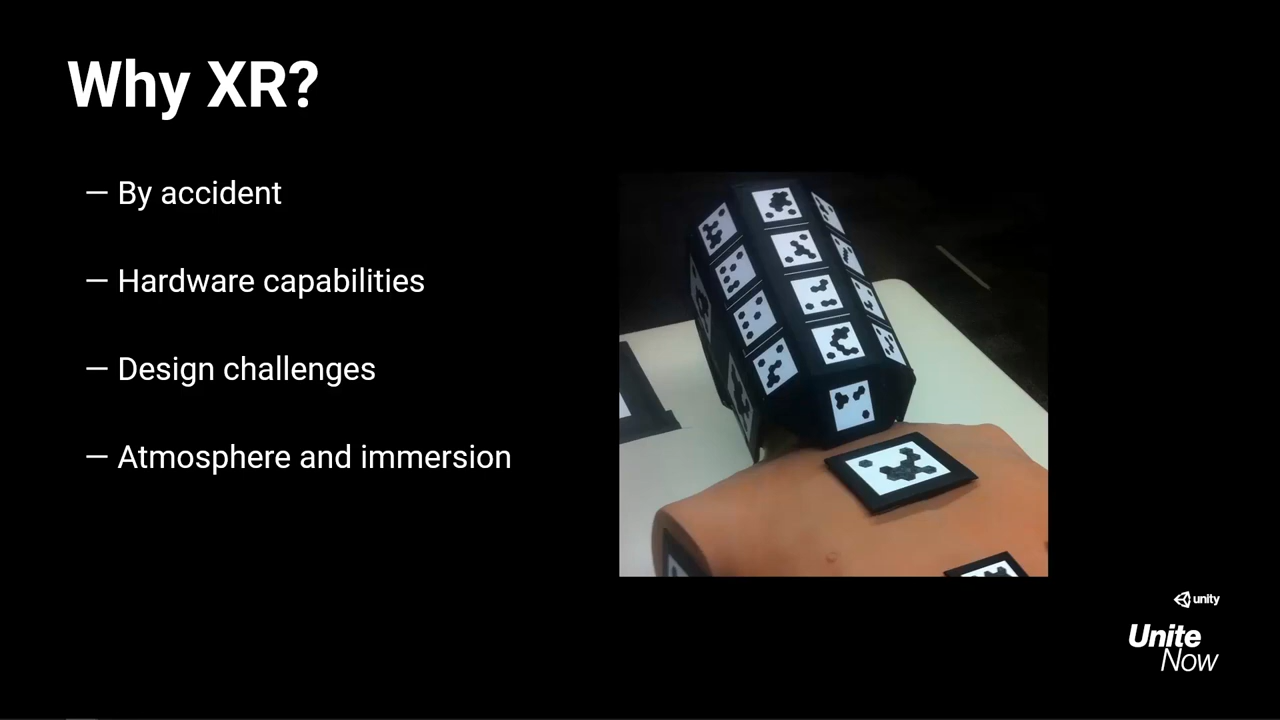 Why XR?
— By accident
— Hardware capabilities
— Design challenges
— Atmosphere and immersion
unity
Unite
Now